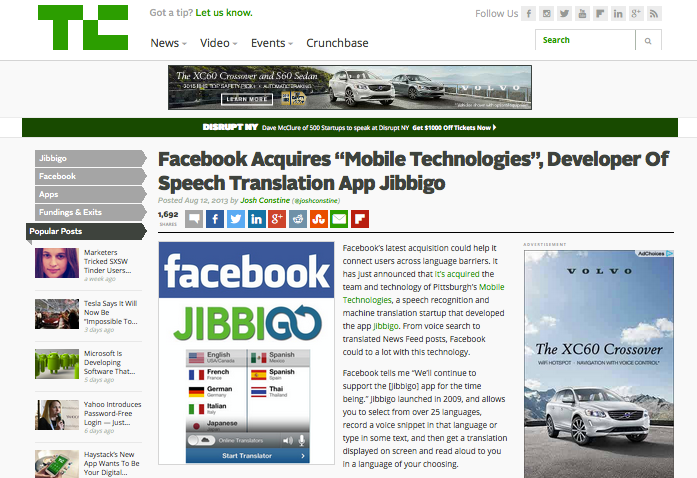 TC
Got a tip? Let us know.
Follow Us
News Video Events Crunchbase
Search
The XC60 Crossover and S60 Sedan
LEARN MORE
VOLVO
DISRUPT NY Dave McClure of 500 Startups to speak at Disrupt NY Get $1000 Off Tickets Now
Jibbigo
Facebook
Apps
Fundings & Exits
Popular Posts
Marketers
Tricked SXSW
Tinder Users...
a week ago
Tesla Says It Will
Now Be
"Impossible To...
3 days ago
Microsoft Is
Developing
Software That...
5 days ago
Yahoo Introduces
Password-Free
Login — Just...
6 days ago
Haystack's New
App Wants To Be
Your Digital...
Facebook Acquires “Mobile Technologies”, Developer Of
Speech Translation App Jibbigo
Posted Aug 12, 2013 by Josh Constine (@joshconstine)
1,692
SHARES
facebook
JIBBIGO
English
USA/Canada
Spanish
Mexico
French
France
Spanish
Spain
German
Germany
Thai
Thailand
Italian
Italy
Japanese
Online Translators
Start Translator
Facebook’s latest acquisition could help it
connect users across language barriers. It
has just announced that it’s acquired the
team and technology of Pittsburgh’s Mobile
Technologies, a speech recognition and
machine translation startup that developed
the app Jibbigo. From voice search to
translated News Feed posts, Facebook
could to a lot with this technology.
Facebook tells me “We’ll continue to
support the [Jibbigo] app for the time
being.” Jibbigo launched in 2009, and allows
you to select from over 25 languages,
record a voice snippet in that language or
type in some text, and then get a translation
displayed on screen and read aloud to you
in a language of your choosing.
ADVERTISEMENT
AdChoices
VOLVO
The XC60 Crossover
WIFI HOTSPOT · NAVIGATION WITH VOICE CONTROL*